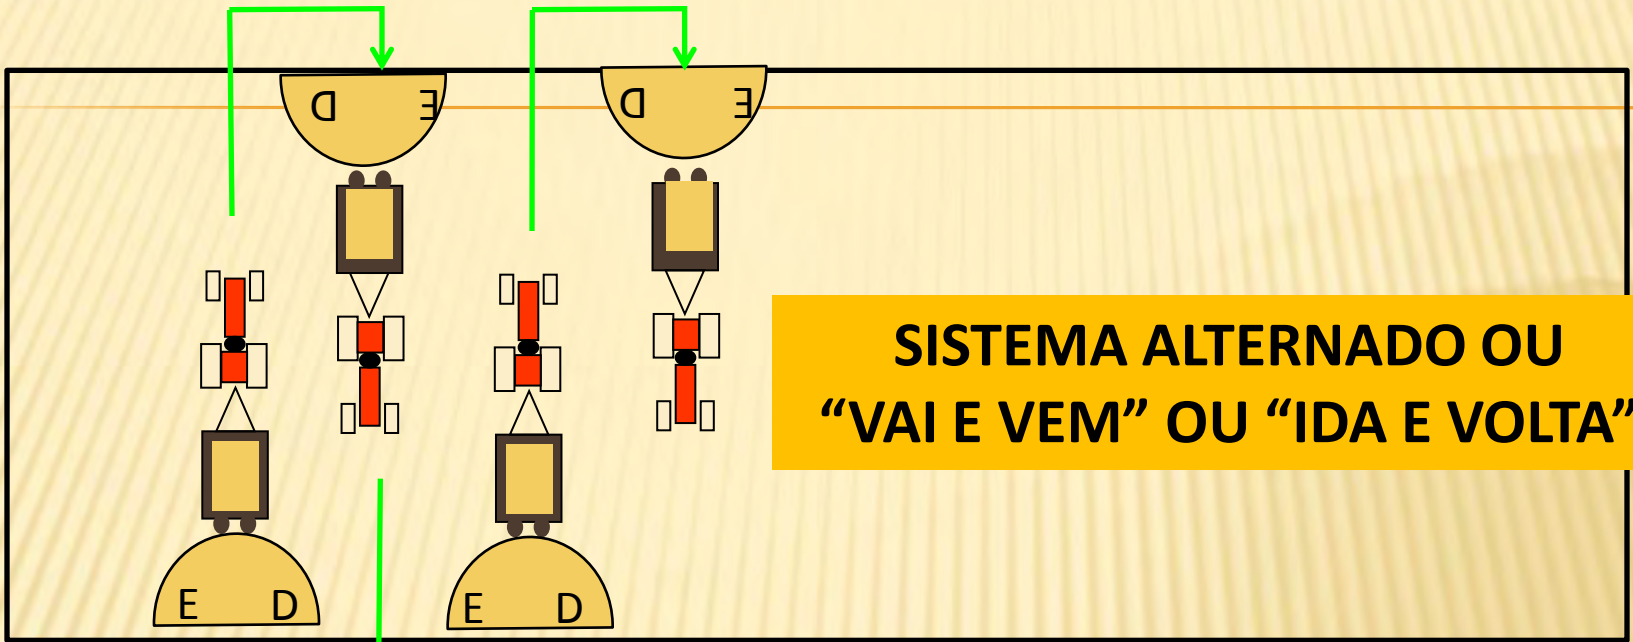 D E
D E
SISTEMA ALTERNADO OU
“VAI E VEM” OU “IDA E VOLTA”
E D
E D